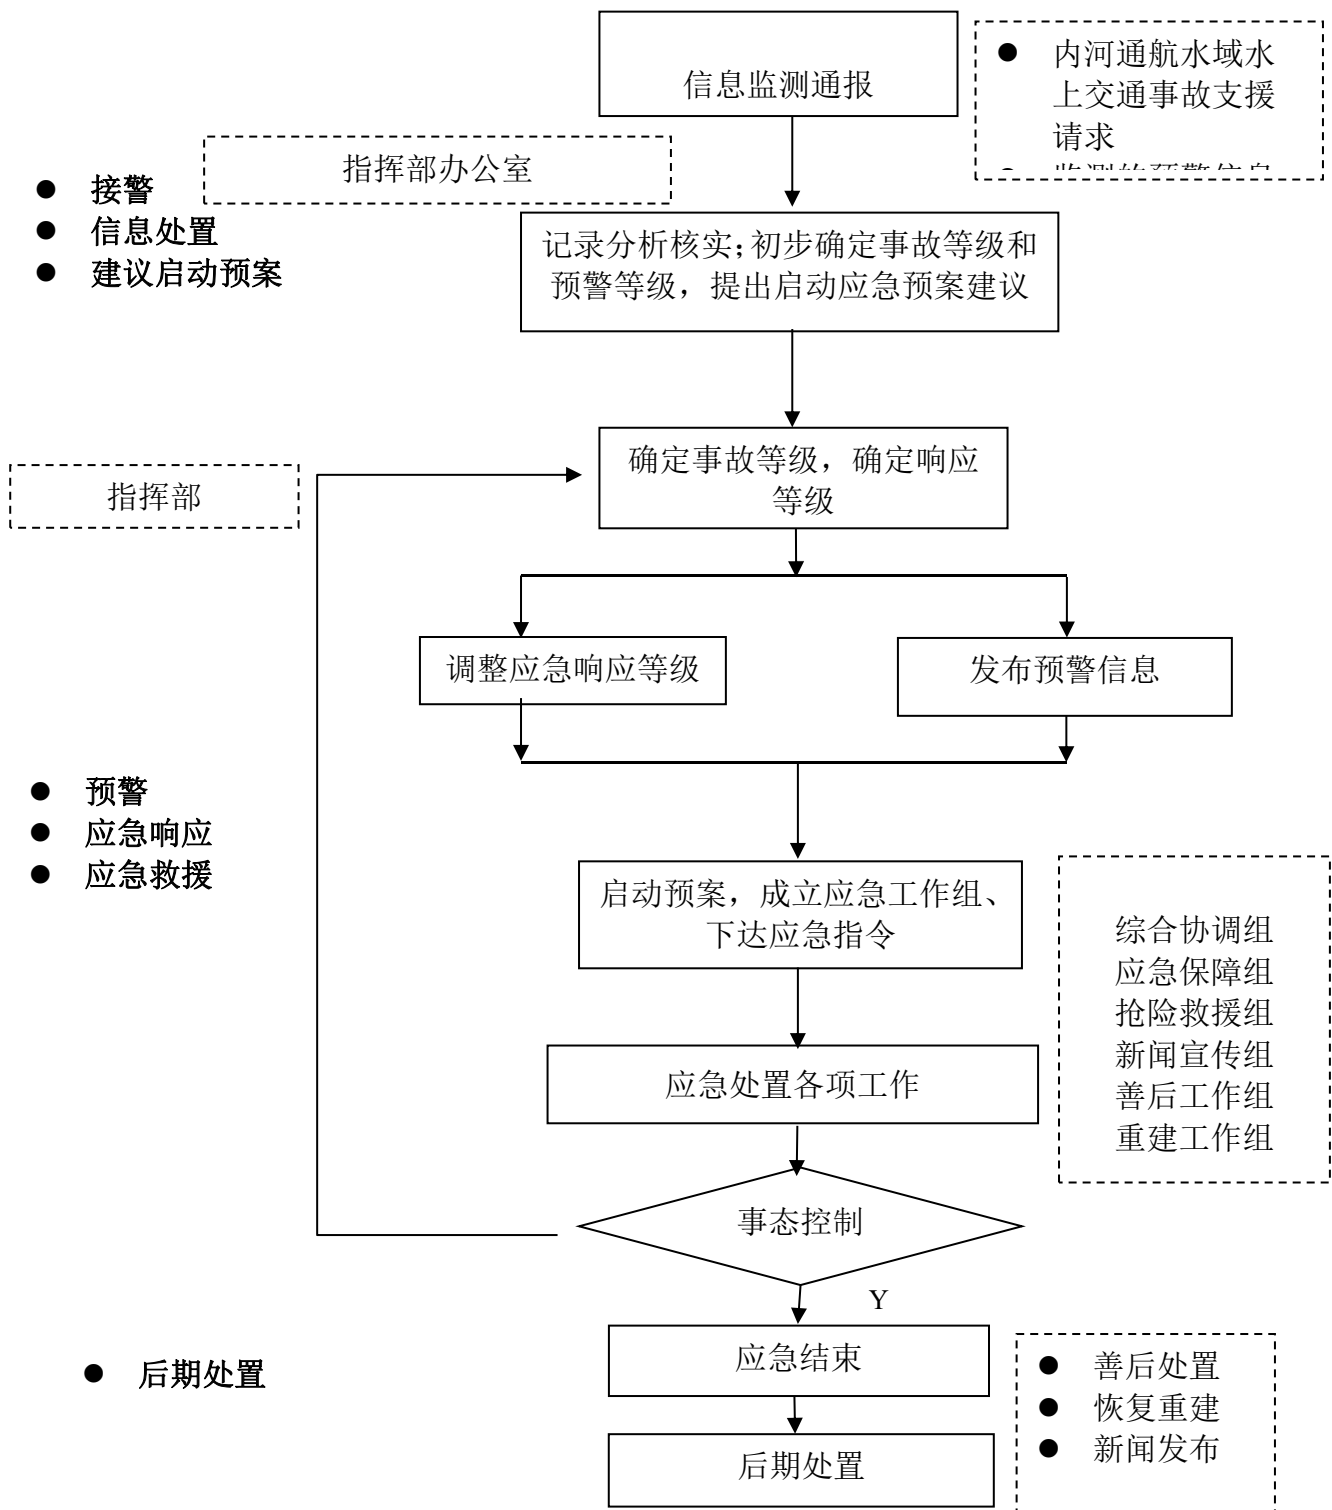 信息监测通报
● 内河通航水域水
上交通事故支援
请求
● 监测的预警信息
指挥部办公室
● 接警
● 信息处置
● 建议启动预案
记录分析核实;初步确定事故等级和
预警等级，提出启动应急预案建议
指挥部
确定事故等级，确定响应
等级
调整应急响应等级
发布预警信息
● 预警
● 应急响应
● 应急救援
启动预案，成立应急工作组、
下达应急指令
综合协调组
应急保障组
抢险救援组
新闻宣传组
善后工作组
重建工作组
应急处置各项工作
事态控制
Y
应急结束
● 后期处置
● 善后处置
● 恢复重建
● 新闻发布
后期处置